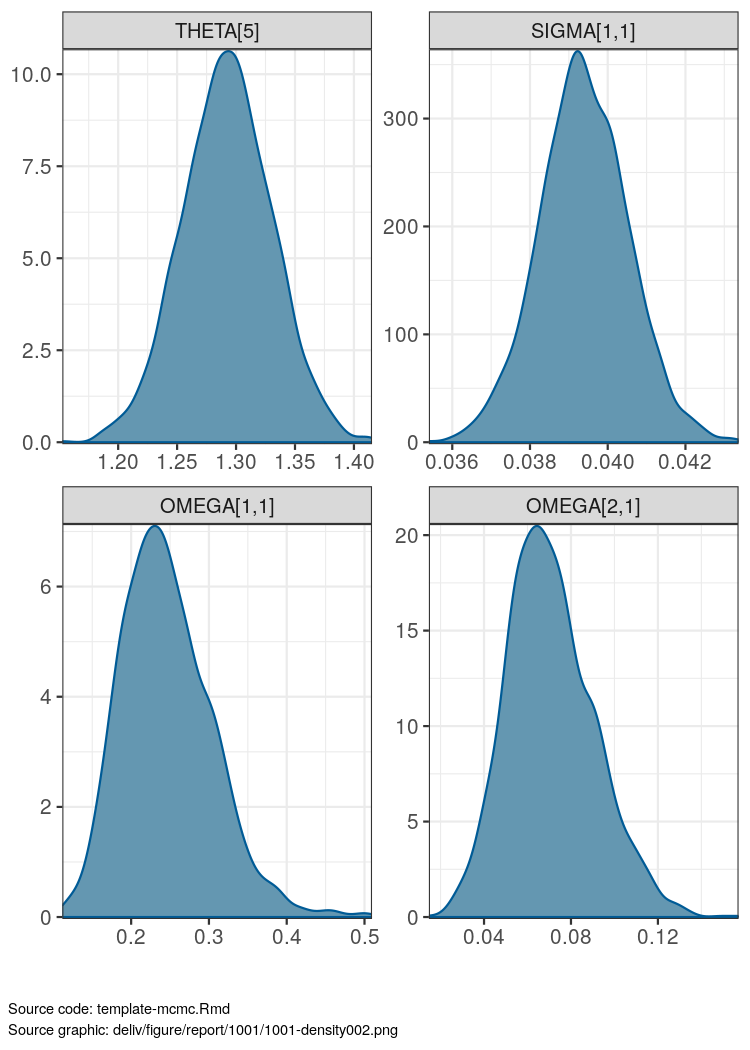 THETA[5]
SIGMA[1,1]
10.0
7.5
5.0
2.5
0.0
300
200
100
0
1.20 1.25 1.30 1.35 1.40
0.036 0.038 0.040 0.042
OMEGA[1,1]
OMEGA[2,1]
6
4
2
0
20
15
10
5
0
0.2 0.3 0.4 0.5
0.04 0.08 0.12
Source code: template-mcmc.Rmd
Source graphic: deliv/figure/report/1001/1001-density002.png